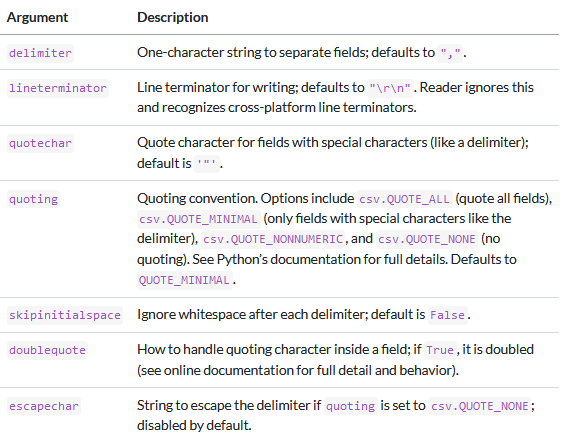 Argument Description
delimiter One-character string to separate fields; defaults to ",".
lineterminator Line terminator for writing; defaults to "\r\n". Reader ignores this
and recognizes cross-platform line terminators.
quotechar Quote character for fields with special characters (like a delimiter);
default is '"'.
quoting Quoting convention. Options include csv.QUOTE_ALL (quote all fields),
csv.QUOTE_MINIMAL (only fields with special characters like the
delimiter), csv.QUOTE_NONNUMERIC, and csv.QUOTE_NONE (no
quoting). See Python's documentation for full details. Defaults to
QUOTE_MINIMAL.
skipinitialspace Ignore whitespace after each delimiter; default is False.
doublequote How to handle quoting character inside a field; if True, it is doubled
(see online documentation for full detail and behavior).
escapechar String to escape the delimiter if quoting is set to csv.QUOTE_NONE;
disabled by default.